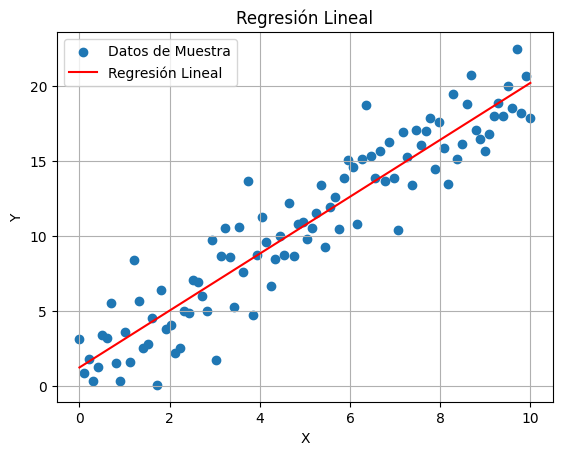 Regresión Lineal
Datos de Muestra
Regresión Lineal
20
15
10
5
0
Y
0 2 4 6 8 10
X